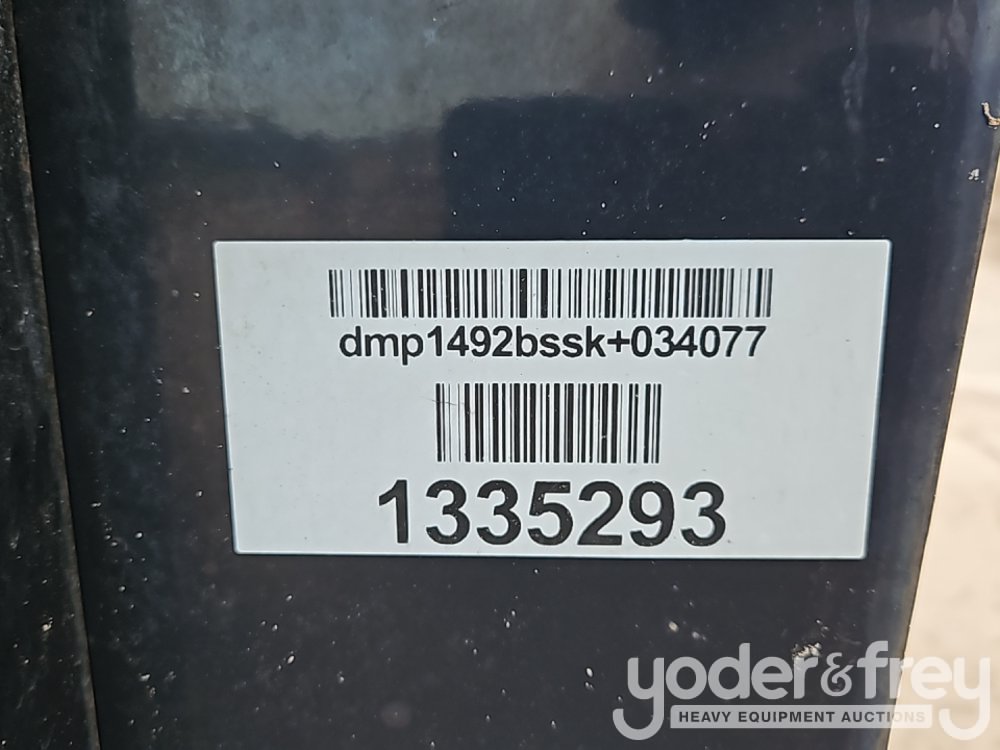 dmp1492bssk+034077
1335293
yoder&frey
HEAVY EQUIPMENT AUCTIONS